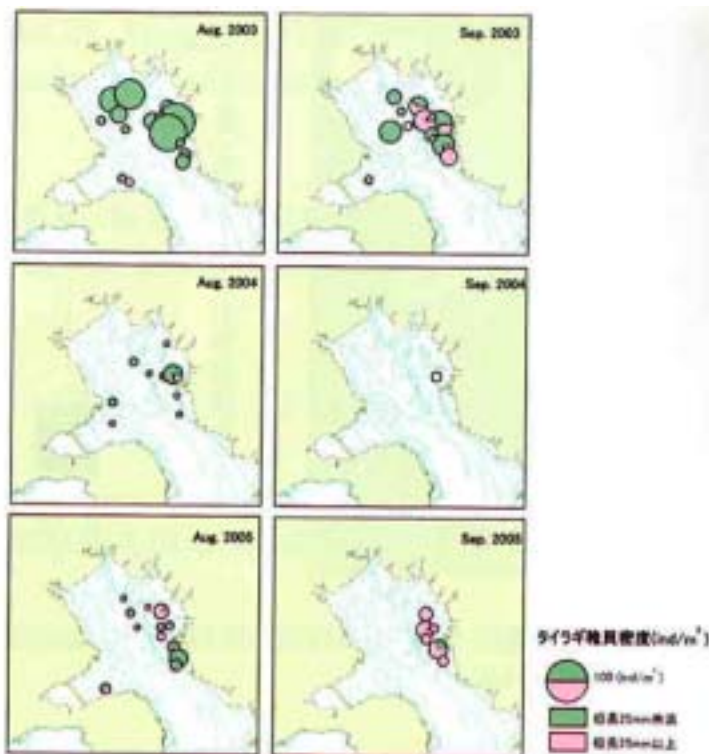 Aug. 2003
Sep. 2003
Aug. 2004
Sep. 2004
Aug. 2005
Sep. 2005
タイラギ稚貝密度(ind/m²)
100(ind/m²)
殻長25mm未満
殻長25mm以上